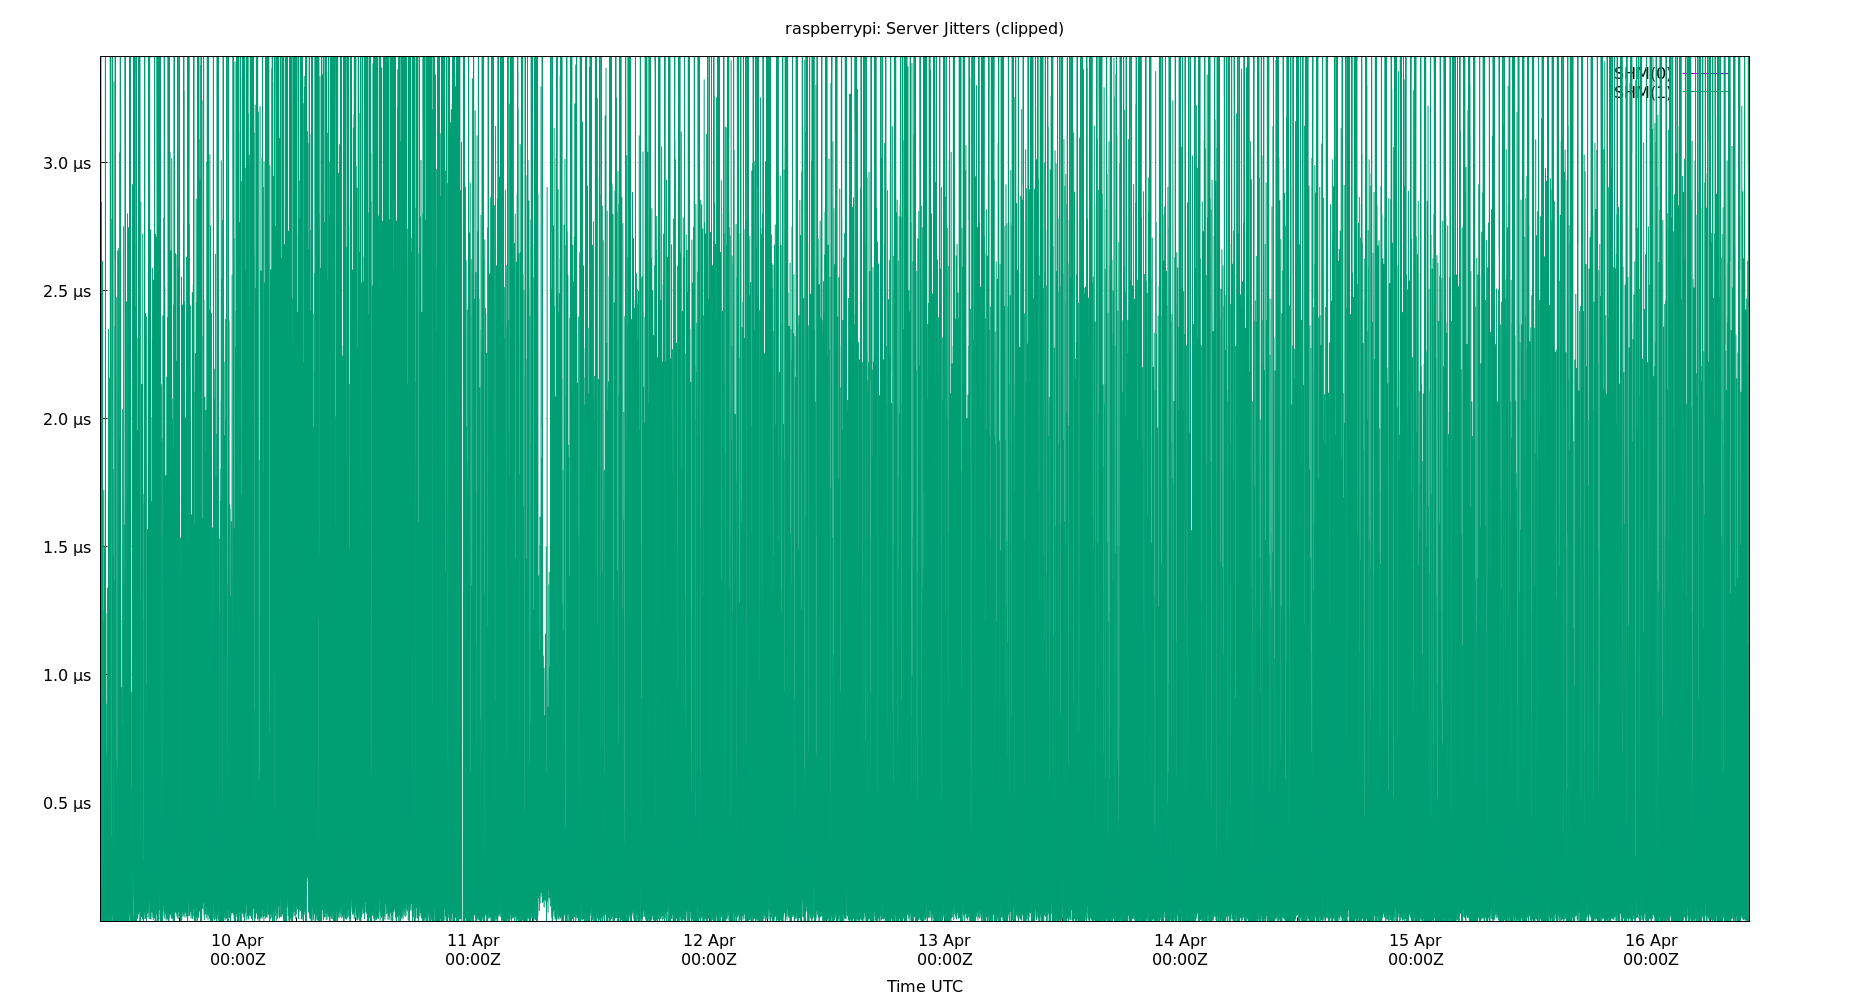 raspberrypi: Server Jitters (clipped)
SHM(0)
SHM(1)
3.0 µs
2.5 µs
2.0 µs
1.5 µs
1.0 µs
0.5 µs
10 Apr
00:00Z
11 Apr
00:00Z
12 Apr
00:00Z
13 Apr
00:00Z
14 Apr
00:00Z
15 Apr
00:00Z
16 Apr
00:00Z
Time UTC